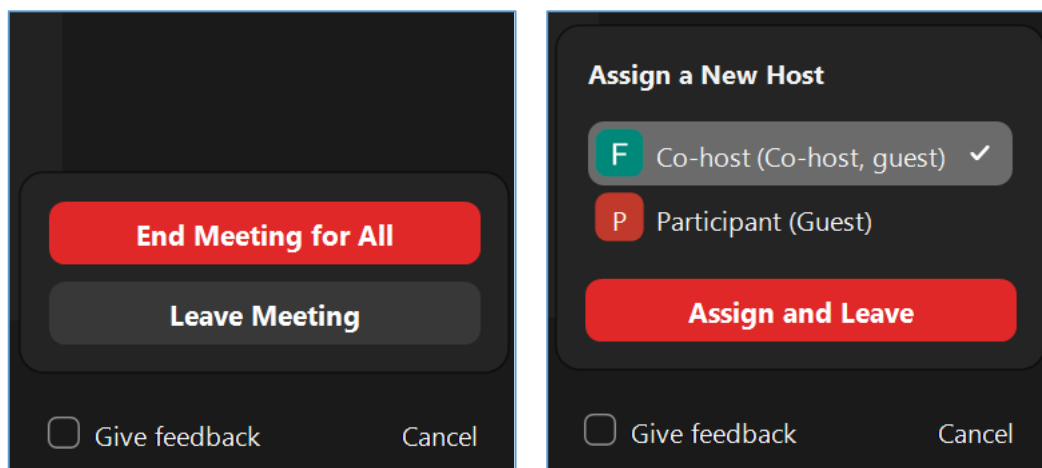 End Meeting for All
Leave Meeting
Give feedback Cancel
Assign a New Host
F Co-host (Co-host, guest)
P Participant (Guest)
Assign and Leave
Give feedback Cancel